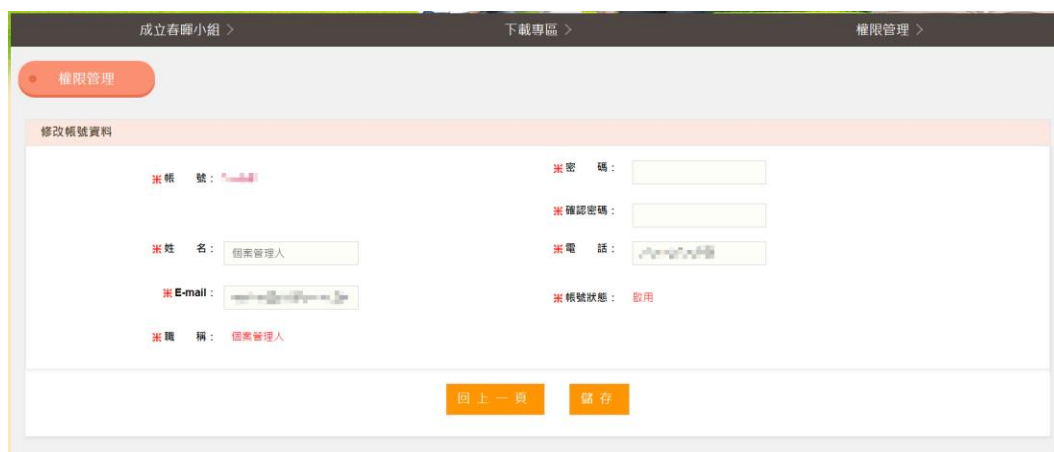 成立春暉小組 > 下載專區 > 權限管理 >
權限管理
修改帳號資料
※帳 號: ※密 碼:
※確認密碼:
※姓 名: 個案管理人 ※電 話:
※E-mail: ※帳號狀態: 啟用
※職 稱: 個案管理人
回上一頁 儲存